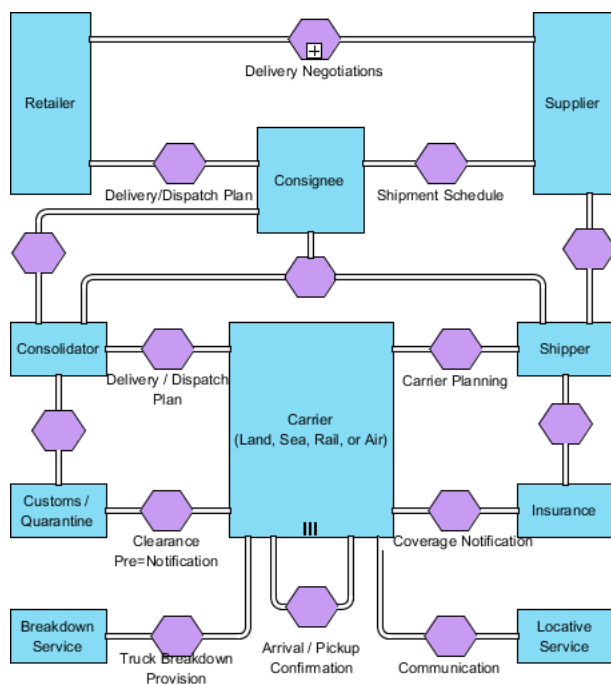 Delivery Negotiations
Retailer
Supplier
Consignee
Delivery/Dispatch Plan
Shipment Schedule
Consolidator
Shipper
Delivery / Dispatch
Plan
Carrier Planning
Carrier
(Land, Sea, Rail, or Air)
Customs /
Quarantine
Insurance
Clearance
Pre=Notification
Coverage Notification
Breakdown
Service
Locative
Service
Truck Breakdown
Provision
Arrival / Pickup
Confirmation
Communication